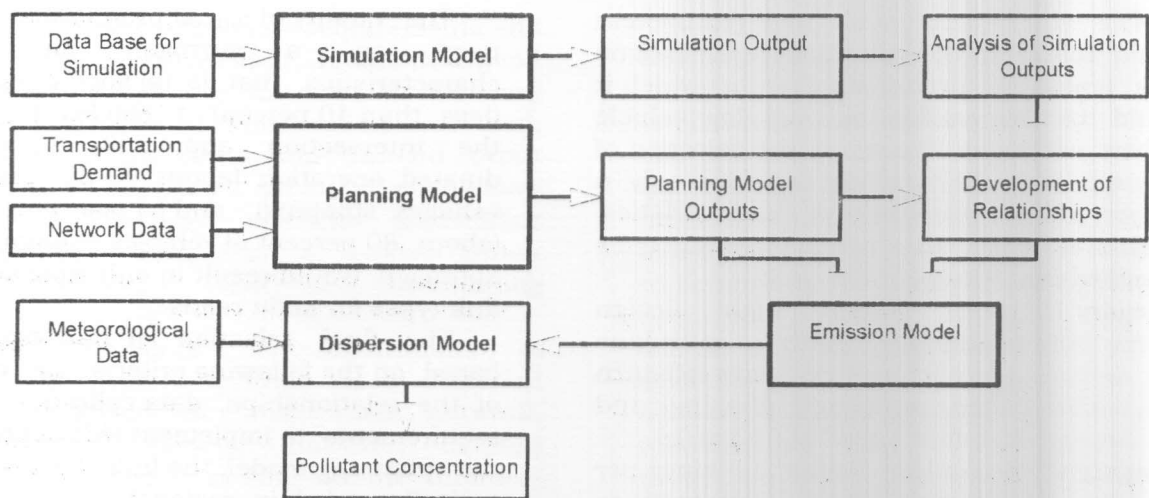 Data Base for
Simulation
Simulation Model
Simulation Output
Analysis of Simulation
Outputs
Transportation
Demand
Network Data
Planning Model
Planning Model
Outputs
Development of
Relationships
Meteorological
Data
Dispersion Model
Emission Model
Pollutant Concentration